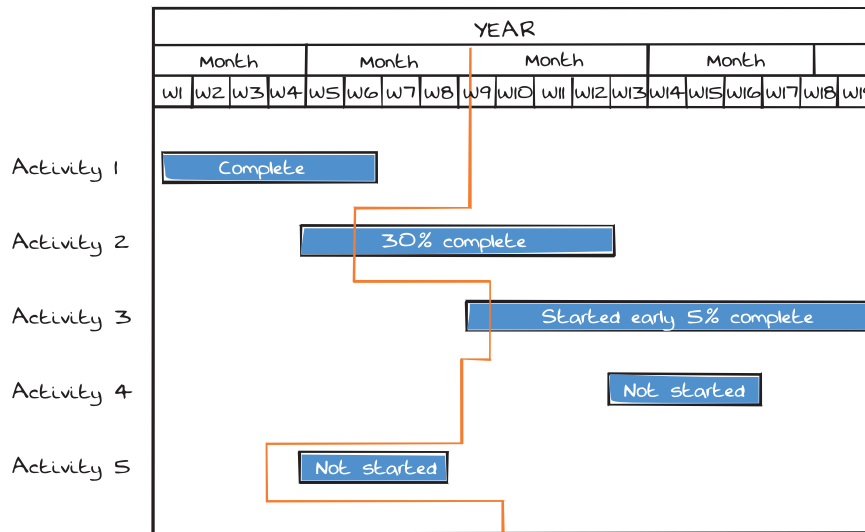 YEAR
Month Month Month Month
W1 W2 W3 W4 W5 W6 W7 W8 W9 W10 W11 W12 W13 W14 W15 W16 W17 W18
Activity 1 Complete
Activity 2 30% complete
Activity 3 Started early 5% complete
Activity 4 Not started
Activity 5 Not started